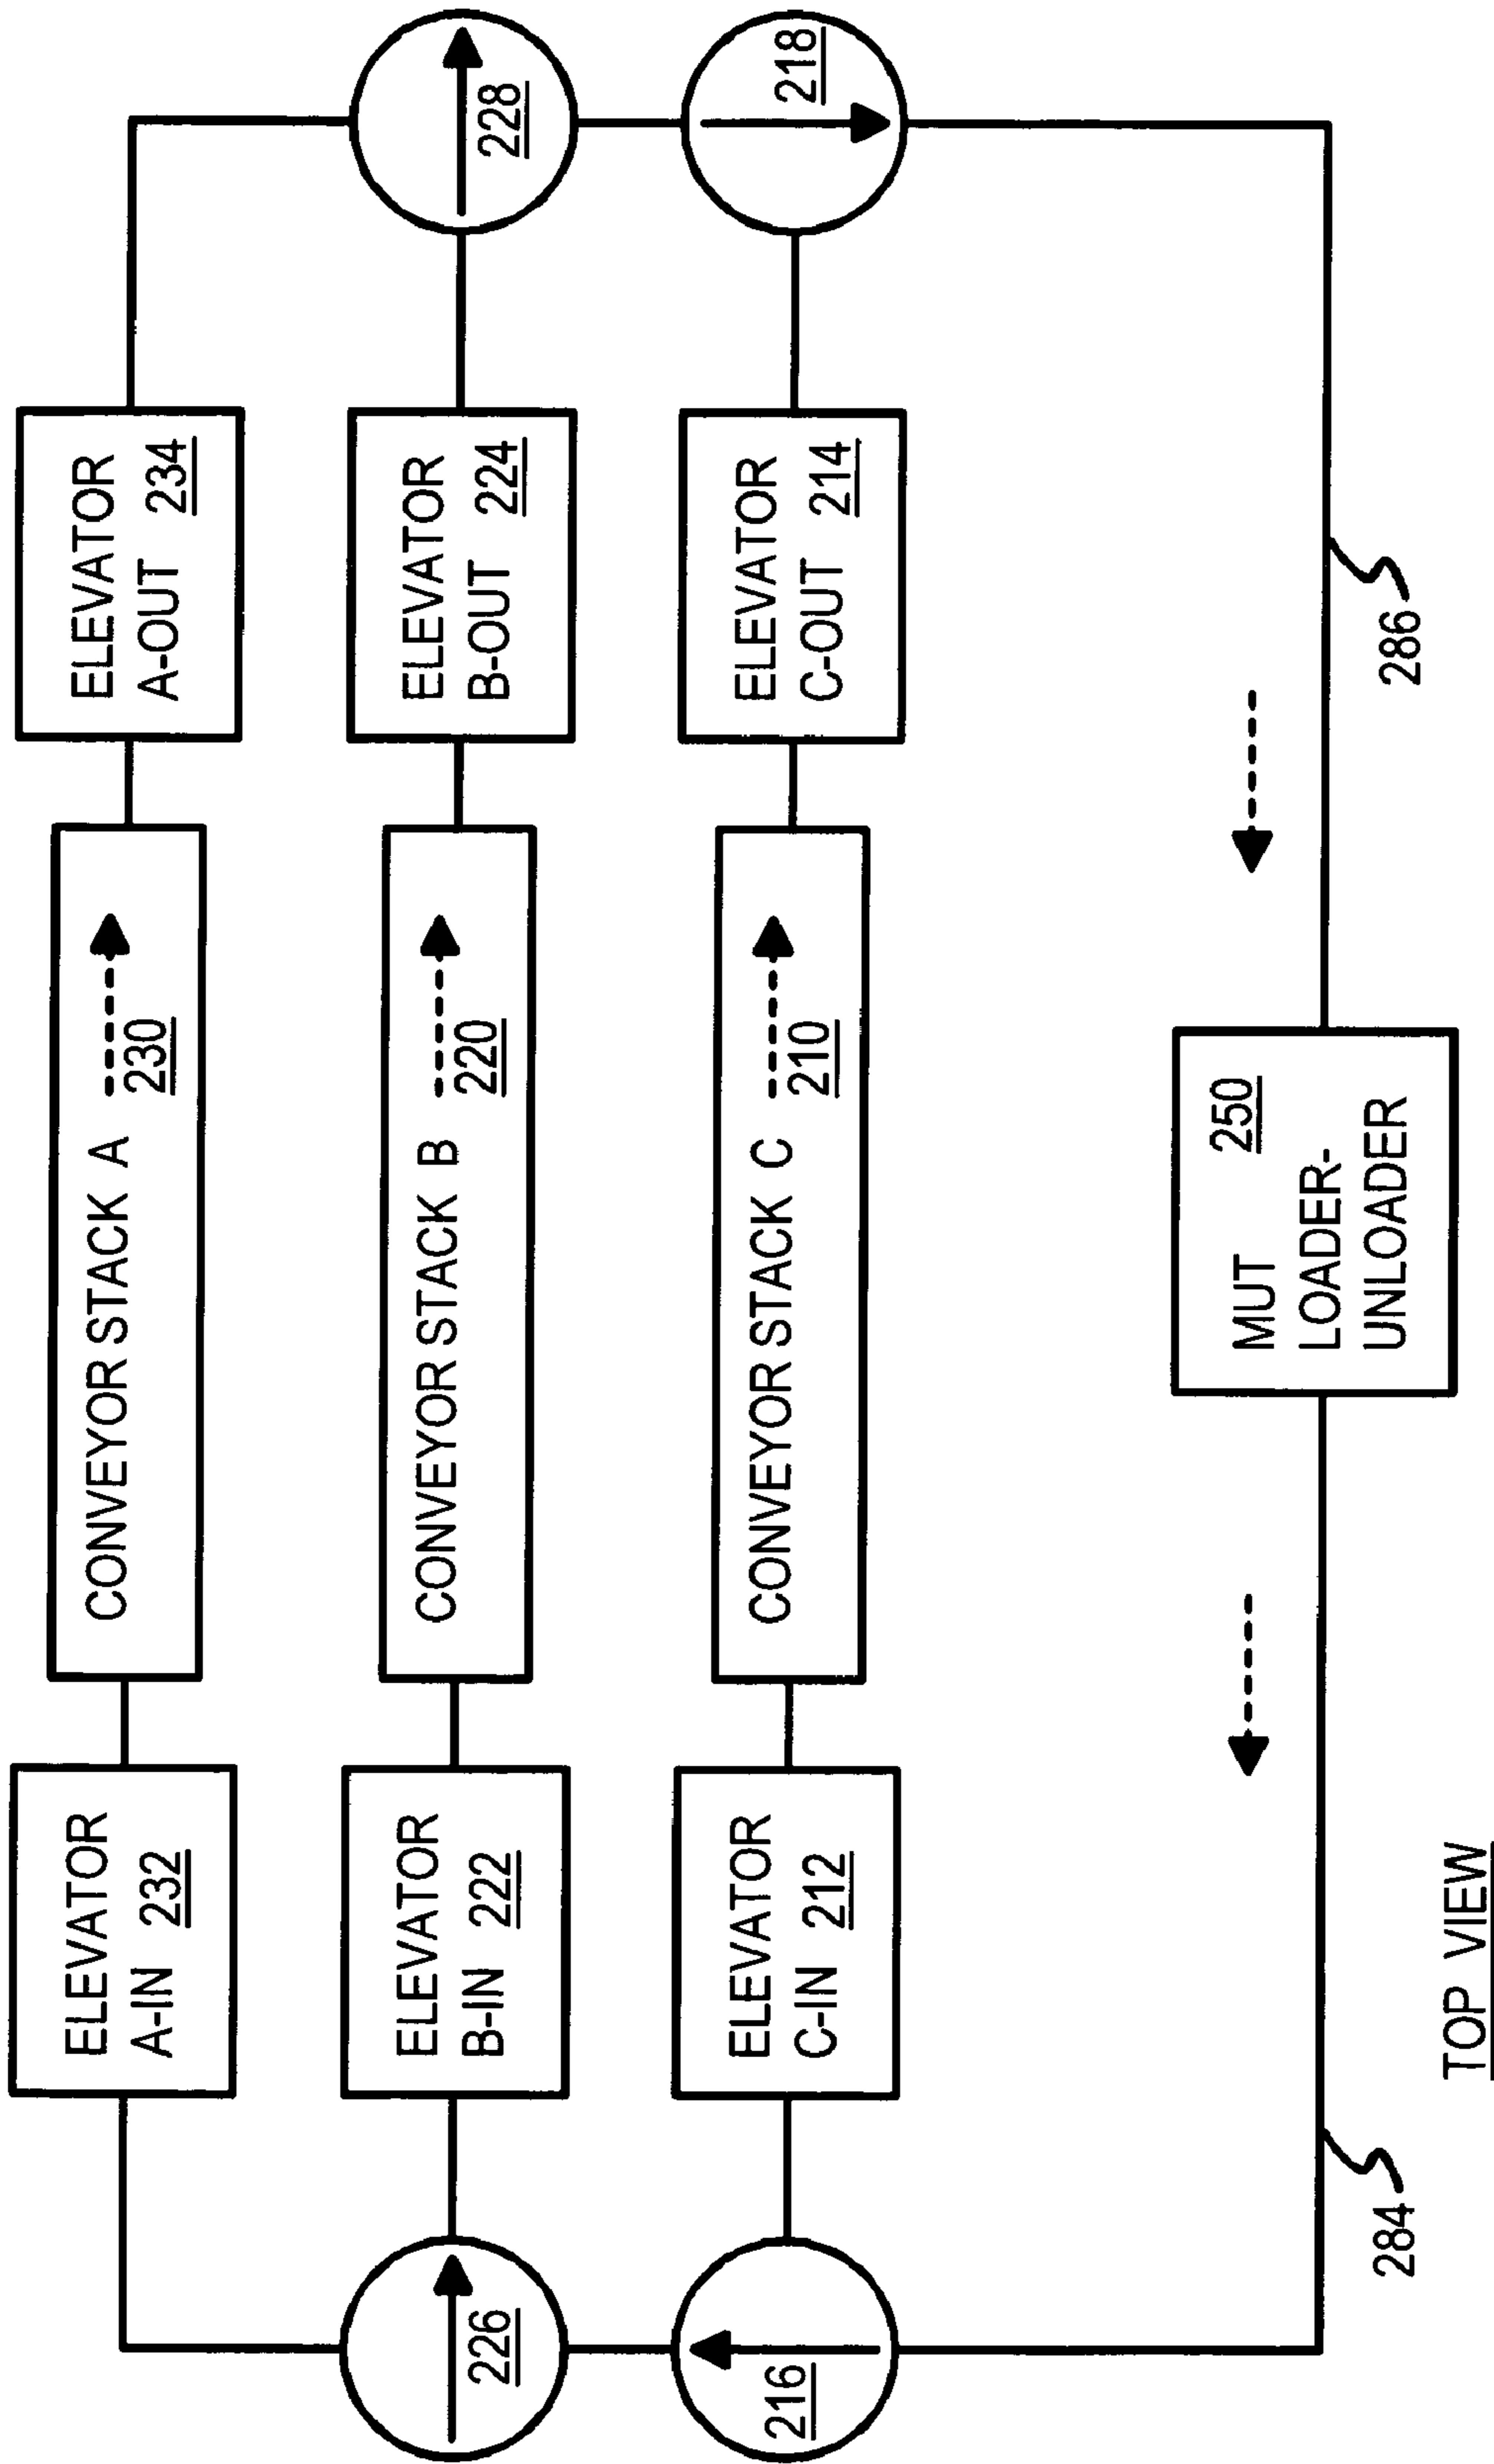 ELEVATOR
A-IN 232
CONVEYOR STACK A
230
ELEVATOR
A-OUT 234
ELEVATOR
B-IN 222
CONVEYOR STACK B
220
ELEVATOR
B-OUT 224
226
228
ELEVATOR
C-IN 212
CONVEYOR STACK C
210
ELEVATOR
C-OUT 214
216
218
MUT 250
LOADER-
UNLOADER
284
286
TOP VIEW